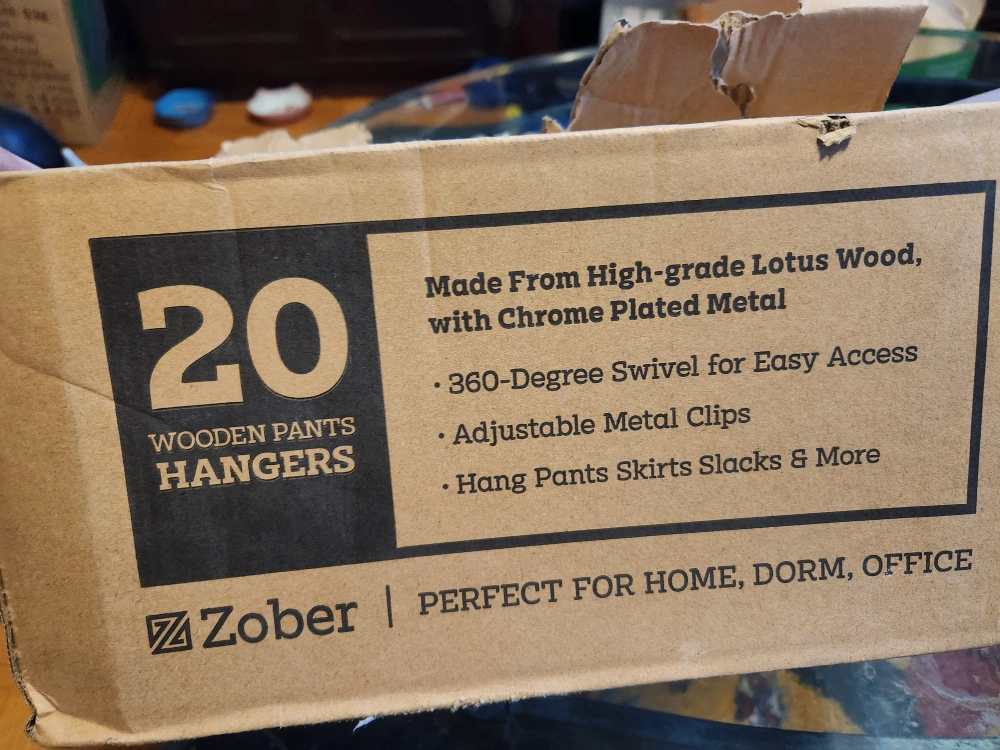 20
WOODEN PANTS
HANGERS
Made From High-grade Lotus Wood,
with Chrome Plated Metal
· 360-Degree Swivel for Easy Access
· Adjustable Metal Clips
· Hang Pants Skirts Slacks & More
Zober | PERFECT FOR HOME, DORM, OFFICE